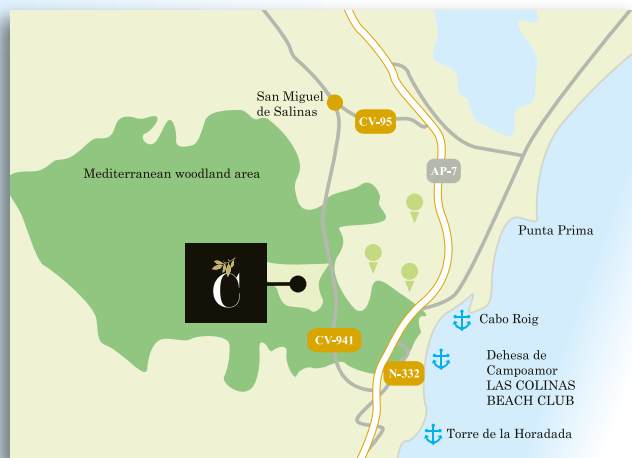 San Miguel
de Salinas
CV-95
Mediterranean woodland area
AP-7
Punta Prima
C
Cabo Roig
CV-941
Dehesa de
Campoamor
LAS COLINAS
BEACH CLUB
N-332
Torre de la Horadada